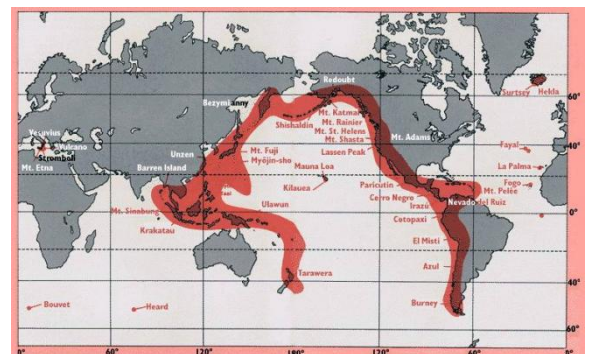 Redoubt
60°
Surtsey Hekla
Bezymianny
Shishaldin
Mt. Katmai
Mt. Rainier
Mt. St. Helens
Mt. Adams
Mt. Shasta
Lassen Peak
40°
Vesuvius
Vulcano
Stromboli
Mt. Etna
Unzen
Mt. Fuji
Myōjin-sho
Barren Island
Mauna Loa
Kilauea
Fayal
La Palma
Fogo
20°
Paricutin
Cerro Negro
Mt. Pelée
Irazú
Nevado del Ruiz
Cotopaxi
Mt. Sinabung
Krakatau
Ulawun
0°
El Misti
Azul
Tarawera
40°
Burney
Bouvet
Heard
60°
0° 60° 120° 180° 120° 60° 0°